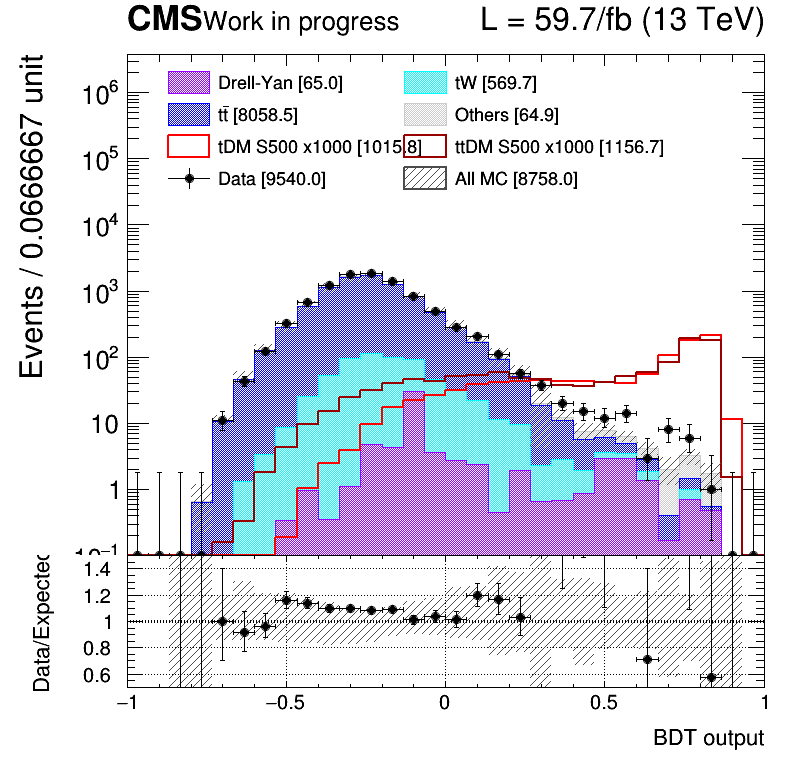 CMS Work in progress L = 59.7/fb (13 TeV)
Events / 0.0666667 unit
Drell-Yan [65.0] tW [569.7]
tt̄ [8058.5] Others [64.9]
tDM S500 x1000 [1015.8] ttDM S500 x1000 [1156.7]
Data [9540.0] All MC [8758.0]
10⁶
10⁵
10⁴
10³
10²
10
1
10⁻¹
Data/Expected
1.4
1.2
1
0.8
0.6
−1 −0.5 0 0.5 1
BDT output